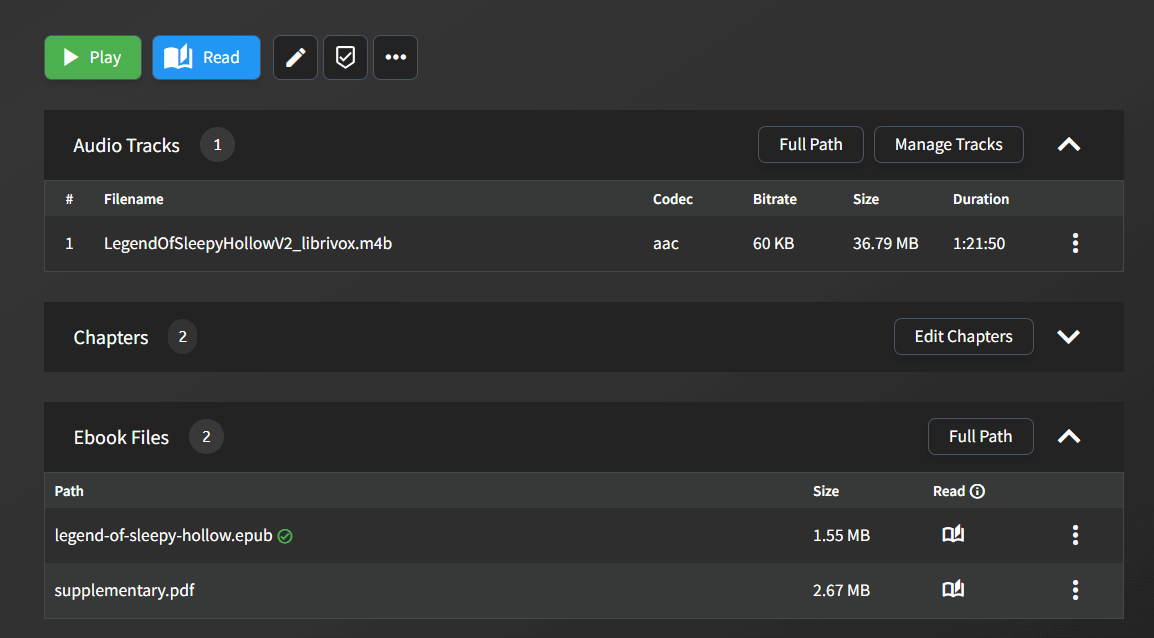 Play Read
Audio Tracks 1 Full Path Manage Tracks
# Filename Codec Bitrate Size Duration
1 LegendOfSleepyHollowV2_librivox.m4b aac 60 KB 36.79 MB 1:21:50
Chapters 2 Edit Chapters
Ebook Files 2 Full Path
Path Size Read
legend-of-sleepy-hollow.epub 1.55 MB
supplementary.pdf 2.67 MB